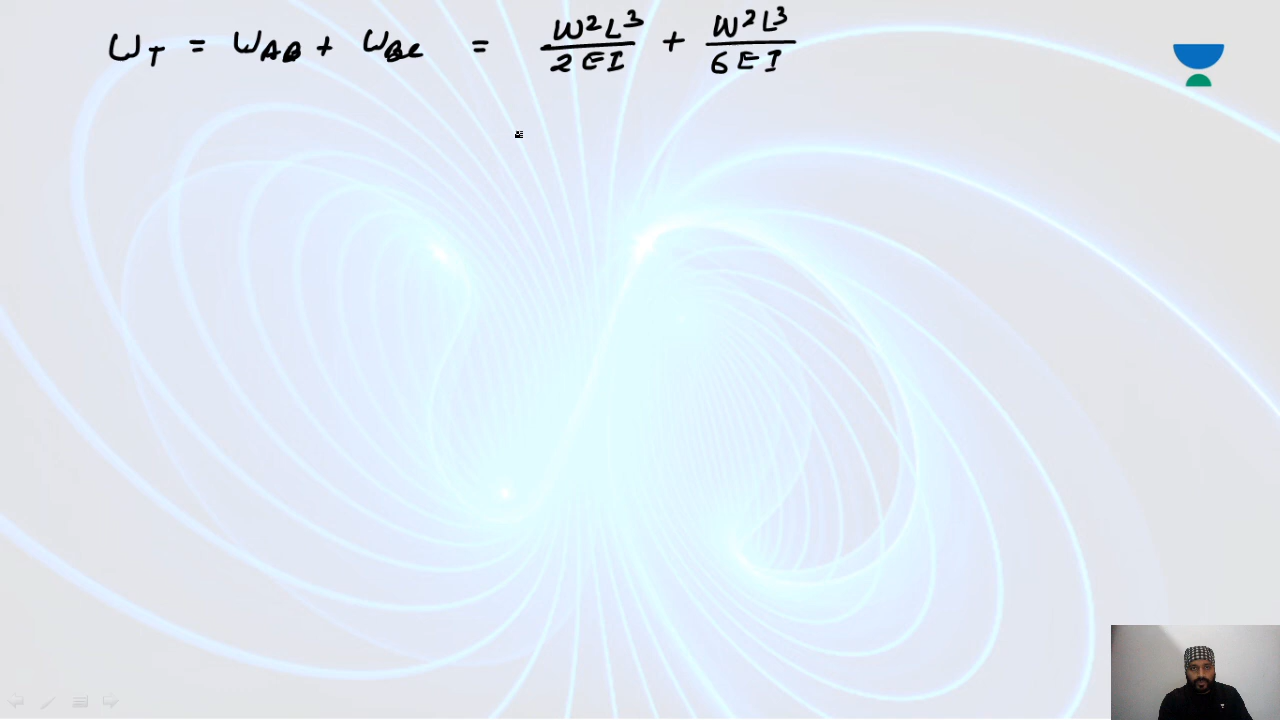 U_T = U_AB + U_BC = W²L³/2EI + W²L³/6EI